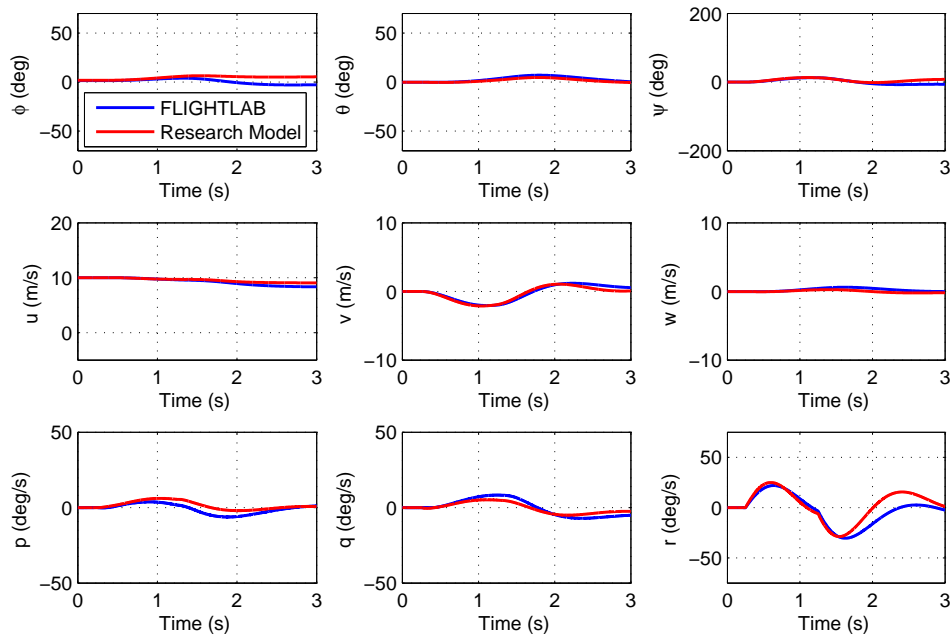 50
0
−50
φ (deg)
FLIGHTLAB
Research Model
0 1 2 3
Time (s)
50
0
−50
θ (deg)
0 1 2 3
Time (s)
200
0
−200
ψ (deg)
0 1 2 3
Time (s)
20
10
0
u (m/s)
0 1 2 3
Time (s)
10
0
−10
v (m/s)
0 1 2 3
Time (s)
10
0
−10
w (m/s)
0 1 2 3
Time (s)
50
0
−50
p (deg/s)
0 1 2 3
Time (s)
50
0
−50
q (deg/s)
0 1 2 3
Time (s)
50
0
−50
r (deg/s)
0 1 2 3
Time (s)